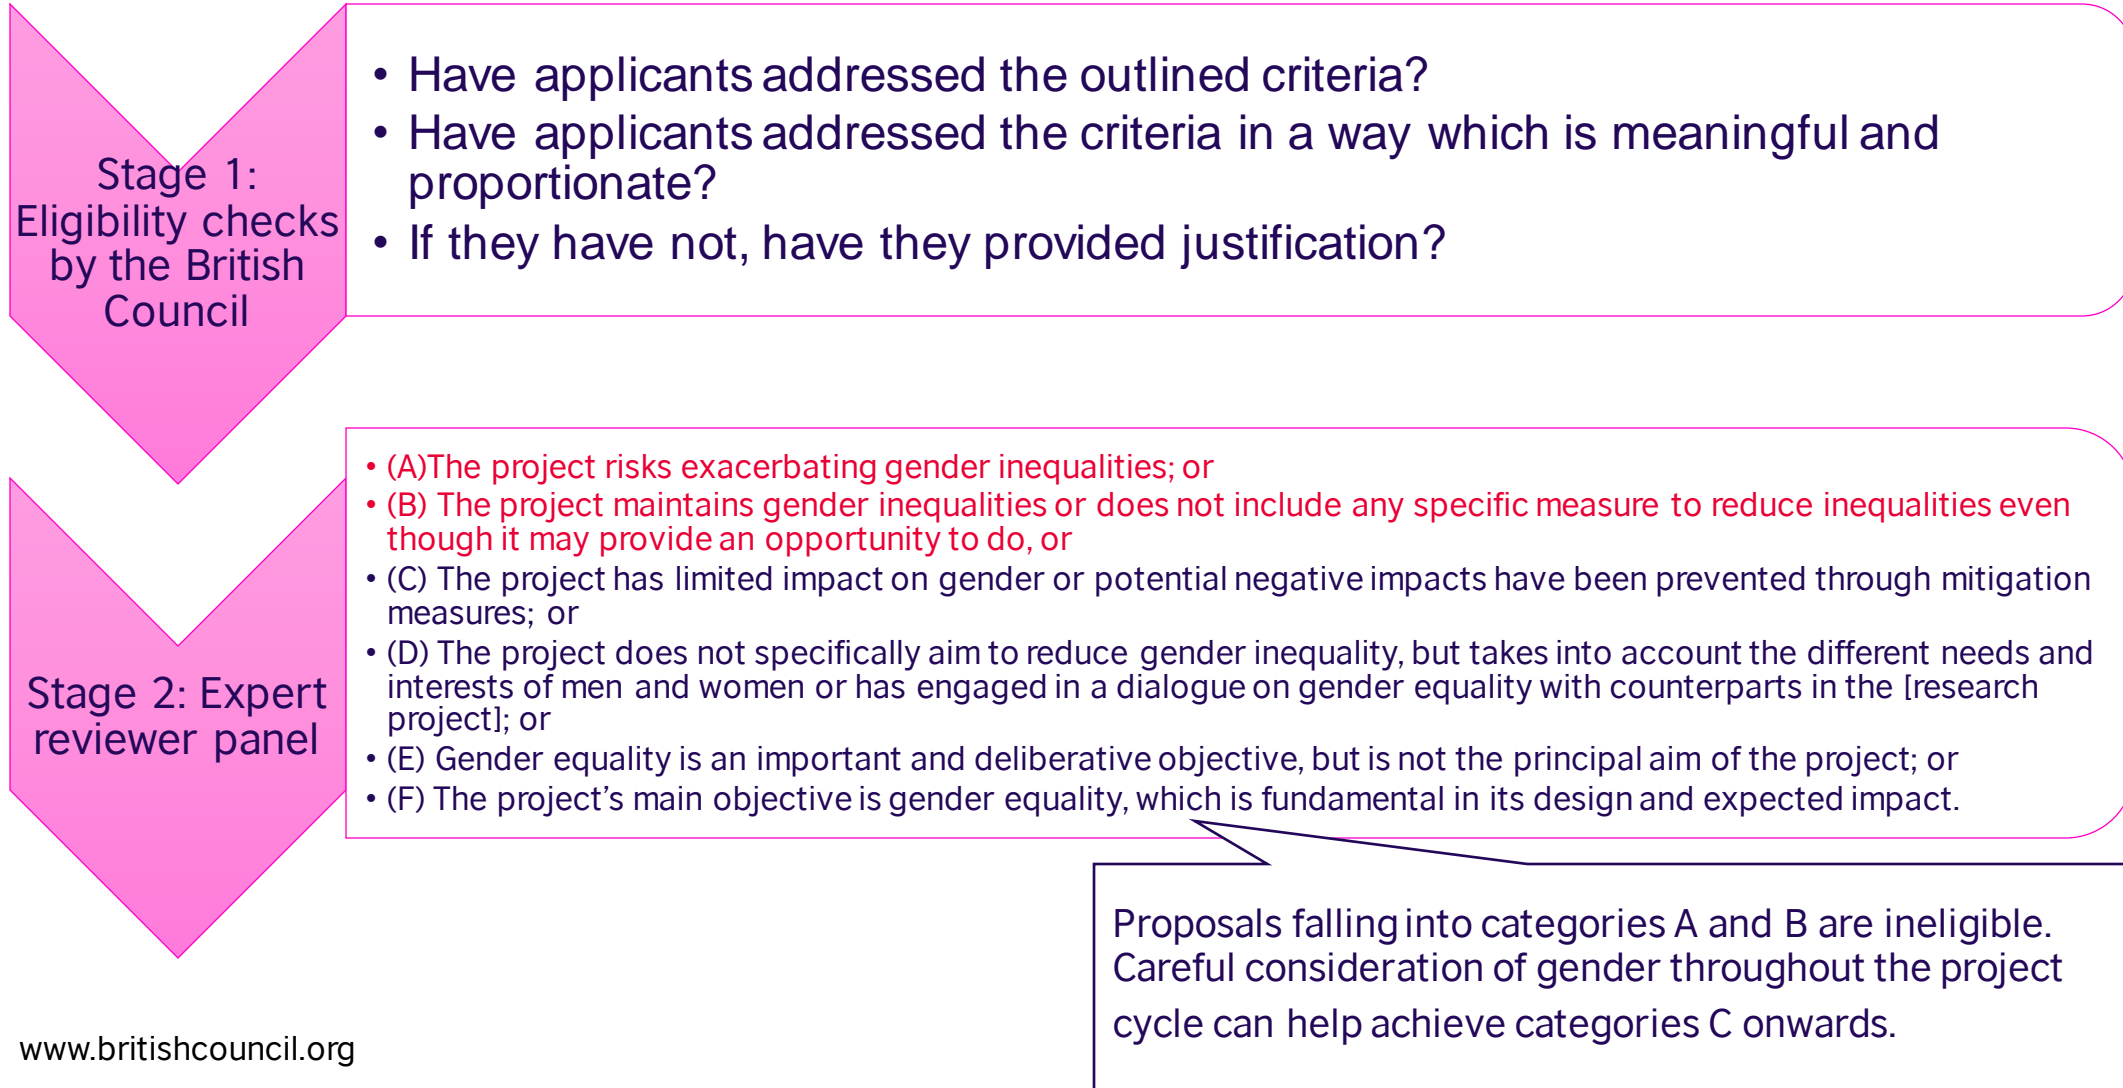 Stage 1:
Eligibility checks
by the British
Council
• Have applicants addressed the outlined criteria?
• Have applicants addressed the criteria in a way which is meaningful and
proportionate?
• If they have not, have they provided justification?
Stage 2: Expert
reviewer panel
• (A)The project risks exacerbating gender inequalities; or
• (B) The project maintains gender inequalities or does not include any specific measure to reduce inequalities even
though it may provide an opportunity to do, or
• (C) The project has limited impact on gender or potential negative impacts have been prevented through mitigation
measures; or
• (D) The project does not specifically aim to reduce gender inequality, but takes into account the different needs and
interests of men and women or has engaged in a dialogue on gender equality with counterparts in the [research
project]; or
• (E) Gender equality is an important and deliberative objective, but is not the principal aim of the project; or
• (F) The project’s main objective is gender equality, which is fundamental in its design and expected impact.
Proposals falling into categories A and B are ineligible.
Careful consideration of gender throughout the project
cycle can help achieve categories C onwards.
www.britishcouncil.org